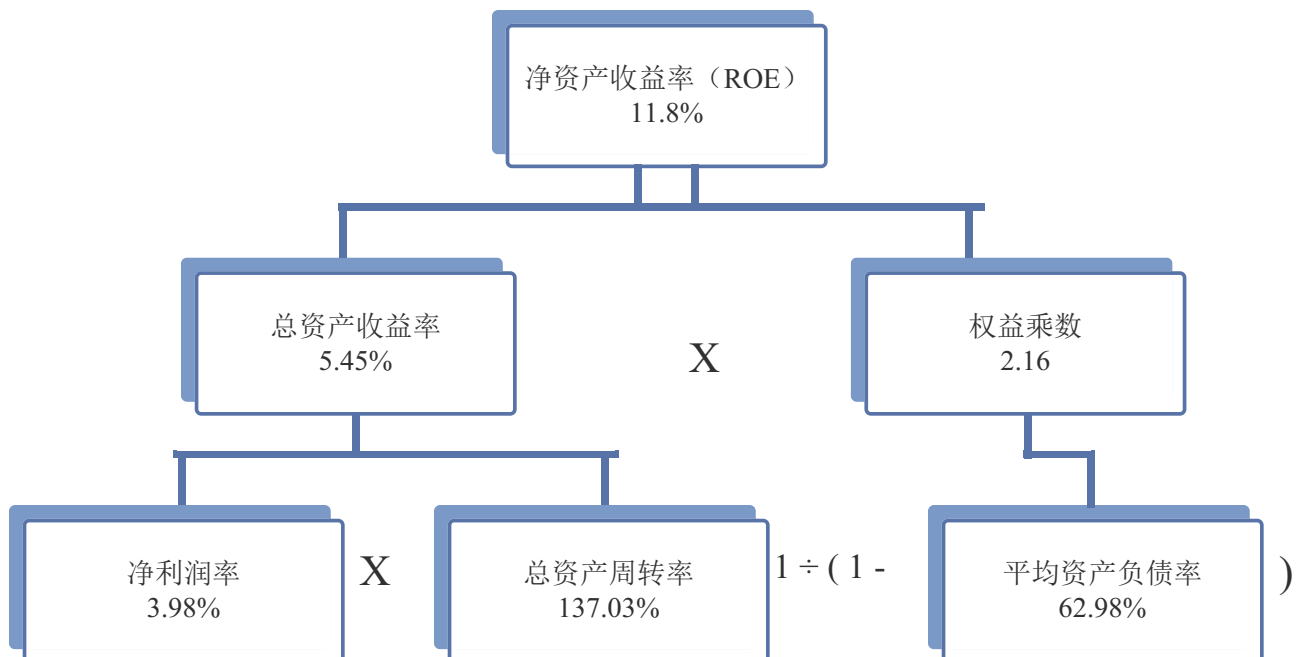 净资产收益率（ROE）
11.8%
总资产收益率
5.45%
X
权益乘数
2.16
净利润率
3.98%
X
总资产周转率
137.03%
1 ÷ ( 1 -
平均资产负债率
62.98%
)